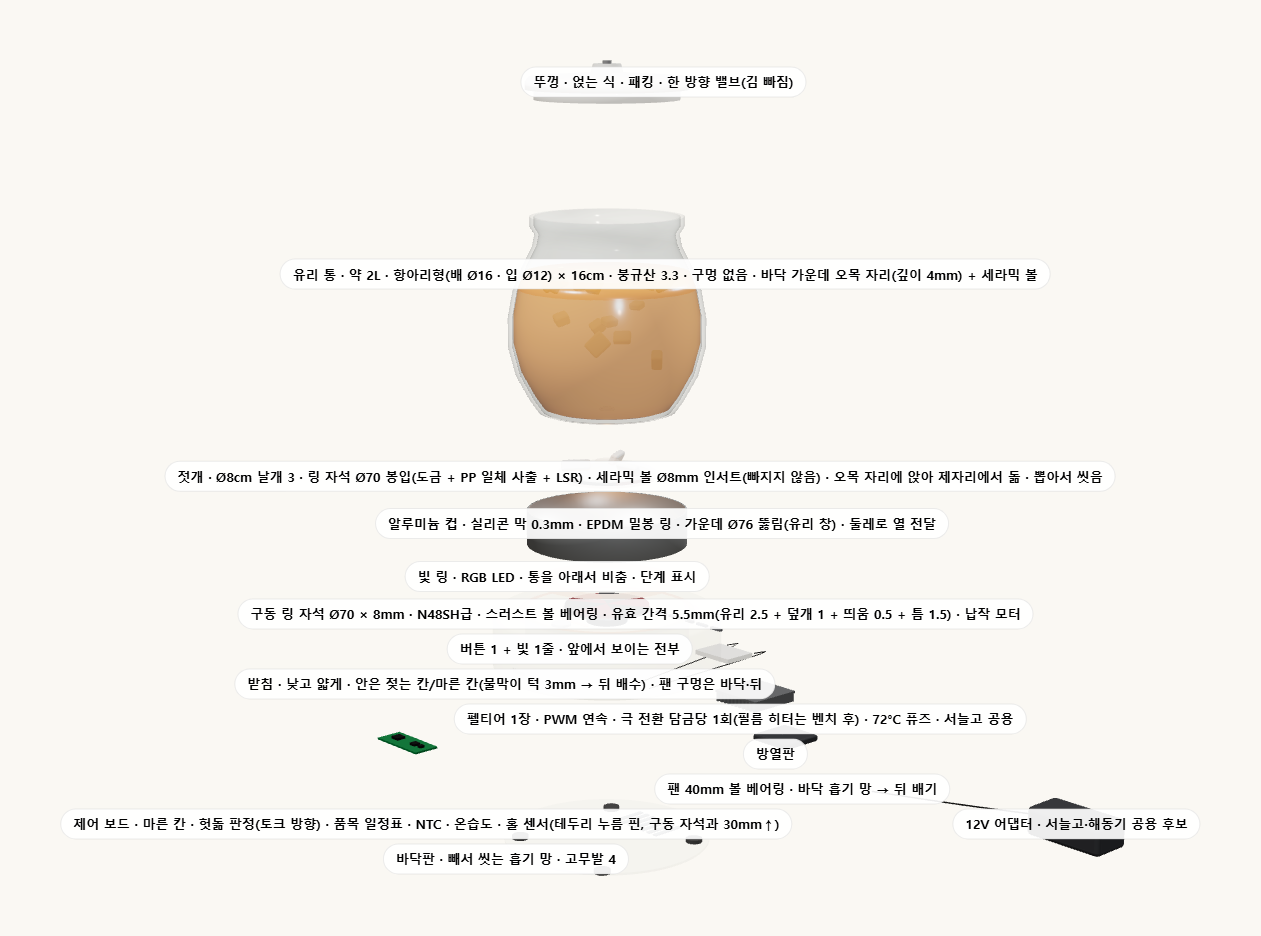 뚜껑 · 얹는 식 · 패킹 · 한 방향 밸브(김 빠짐)
유리 통 · 약 2L · 항아리형(배 Ø16 · 입 Ø12) × 16cm · 붕규산 3.3 · 구멍 없음 · 바닥 가운데 오목 자리(깊이 4mm) + 세라믹 볼
젓개 · Ø8cm 날개 3 · 링 자석 Ø70 봉입(도금 + PP 일체 사출 + LSR) · 세라믹 볼 Ø8mm 인서트(빠지지 않음) · 오목 자리에 앉아 제자리에서 돎 · 뽑아서 씻음
알루미늄 컵 · 실리콘 막 0.3mm · EPDM 밀봉 링 · 가운데 Ø76 뚫림(유리 창) · 둘레로 열 전달
빛 링 · RGB LED · 통을 아래서 비춤 · 단계 표시
구동 링 자석 Ø70 × 8mm · N48SH급 · 스러스트 볼 베어링 · 유효 간격 5.5mm(유리 2.5 + 덮개 1 + 띄움 0.5 + 틈 1.5) · 납작 모터
버튼 1 + 빛 1줄 · 앞에서 보이는 전부
받침 · 낮고 얇게 · 안은 젖는 칸/마른 칸(물막이 턱 3mm → 뒤 배수) · 팬 구멍은 바닥·뒤
펠티어 1장 · PWM 연속 · 극 전환 담금당 1회(필름 히터는 벤치 후) · 72°C 퓨즈 · 서늘고 공용
방열판
팬 40mm 볼 베어링 · 바닥 흡기 망 → 뒤 배기
제어 보드 · 마른 칸 · 헛돎 판정(토크 방향) · 품목 일정표 · NTC · 온습도 · 홀 센서(테두리 누름 핀, 구동 자석과 30mm↑)
12V 어댑터 · 서늘고·해동기 공용 후보
바닥판 · 빼서 씻는 흡기 망 · 고무발 4